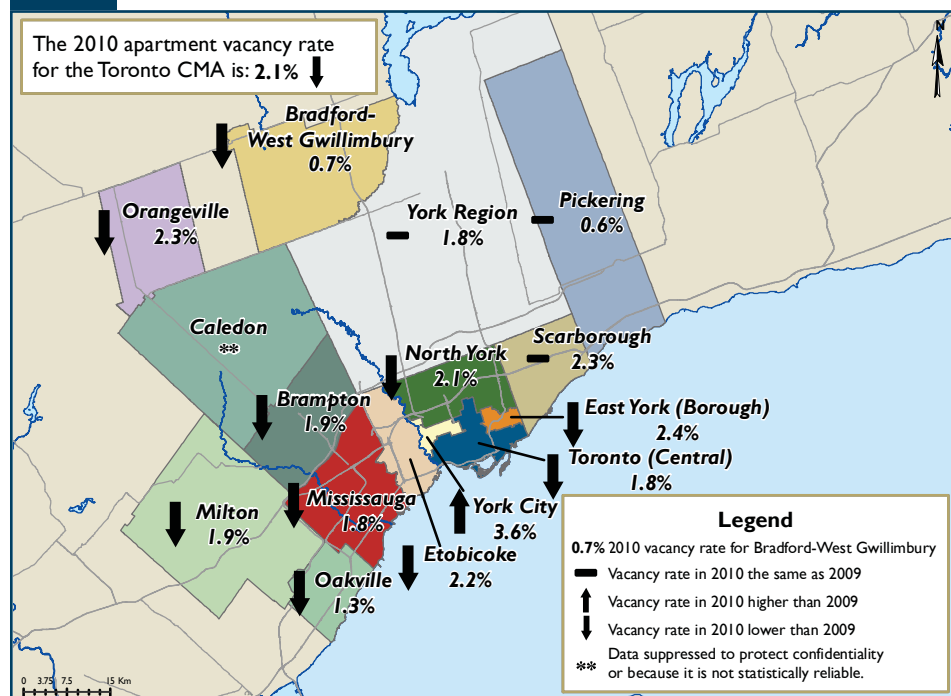 The 2010 apartment vacancy rate
for the Toronto CMA is: 2.1%
N
Bradford-
West Gwillimbury
0.7%
Orangeville
2.3%
York Region
1.8%
Pickering
0.6%
Caledon
**
Scarborough
2.3%
North York
2.1%
Brampton
1.9%
East York (Borough)
2.4%
Toronto (Central)
1.8%
Mississauga
1.8%
York City
3.6%
Milton
1.9%
Etobicoke
2.2%
Oakville
1.3%
Legend
0.7% 2010 vacancy rate for Bradford-West Gwillimbury
Vacancy rate in 2010 the same as 2009
Vacancy rate in 2010 higher than 2009
Vacancy rate in 2010 lower than 2009
** Data suppressed to protect confidentiality
or because it is not statistically reliable.
0 3.75 7.5 15 Km